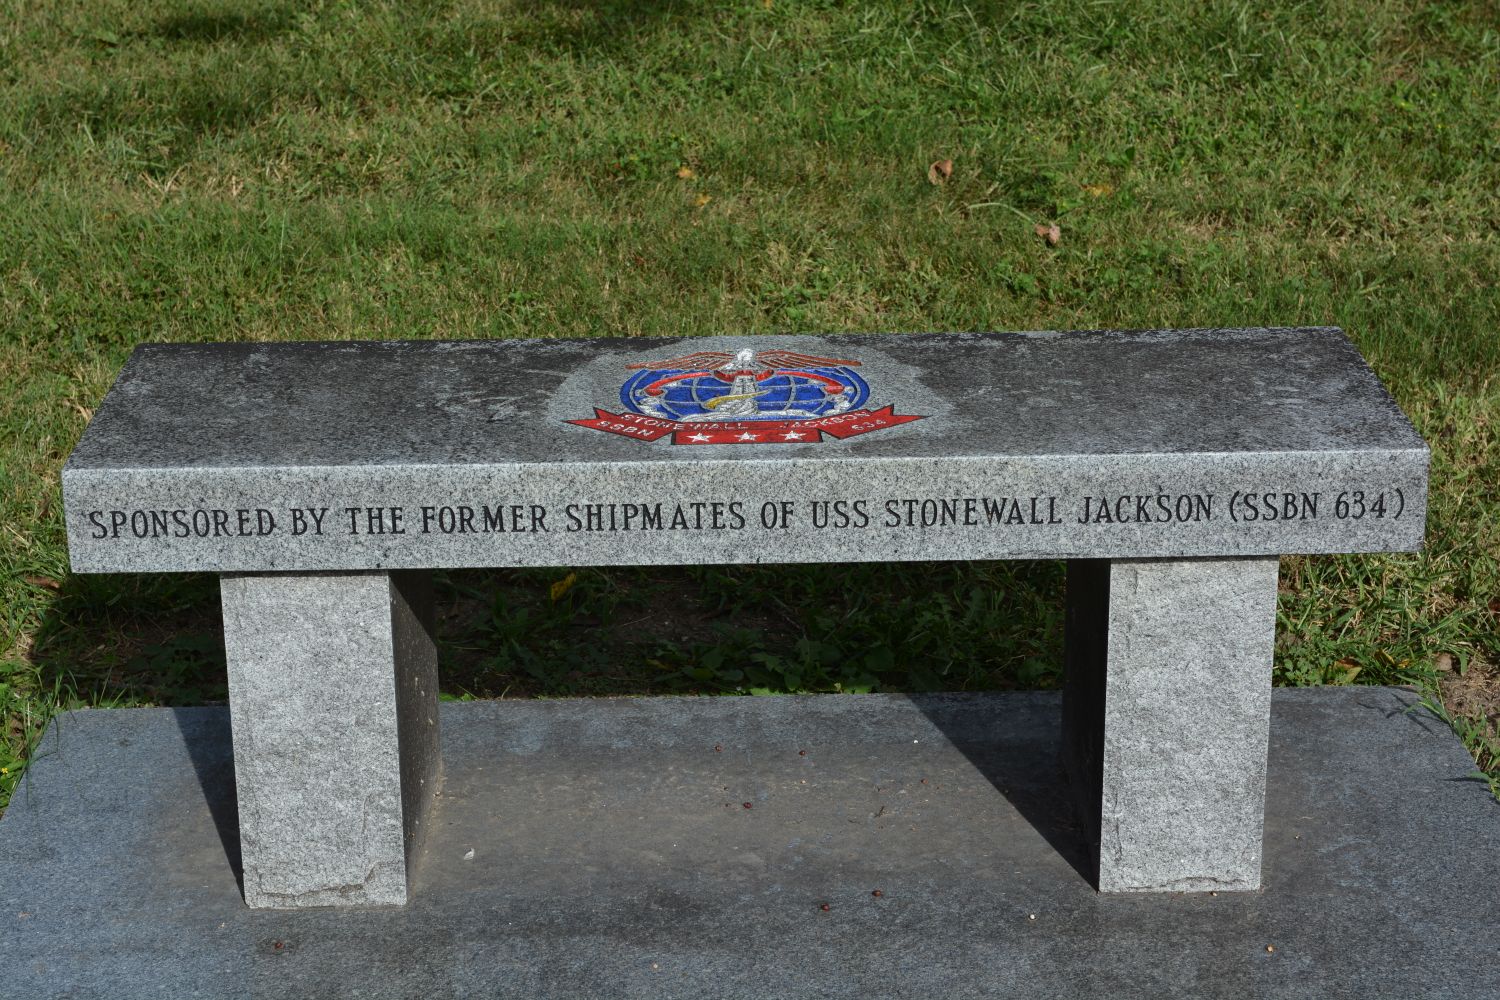 STONEWALL JACKSON
SSBN 634
SPONSORED BY THE FORMER SHIPMATES OF USS STONEWALL JACKSON (SSBN 634)